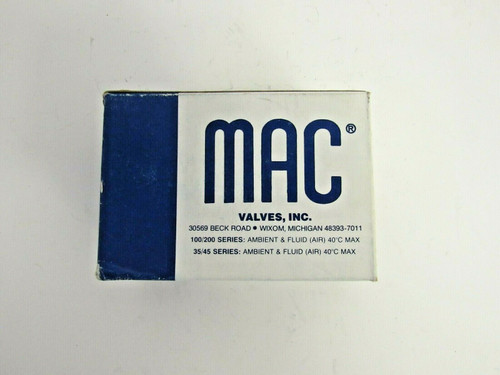 MAC®
VALVES, INC.
30569 BECK ROAD • WIXOM, MICHIGAN 48393-7011
100/200 SERIES: AMBIENT & FLUID (AIR) 40°C MAX
35/45 SERIES: AMBIENT & FLUID (AIR) 40°C MAX